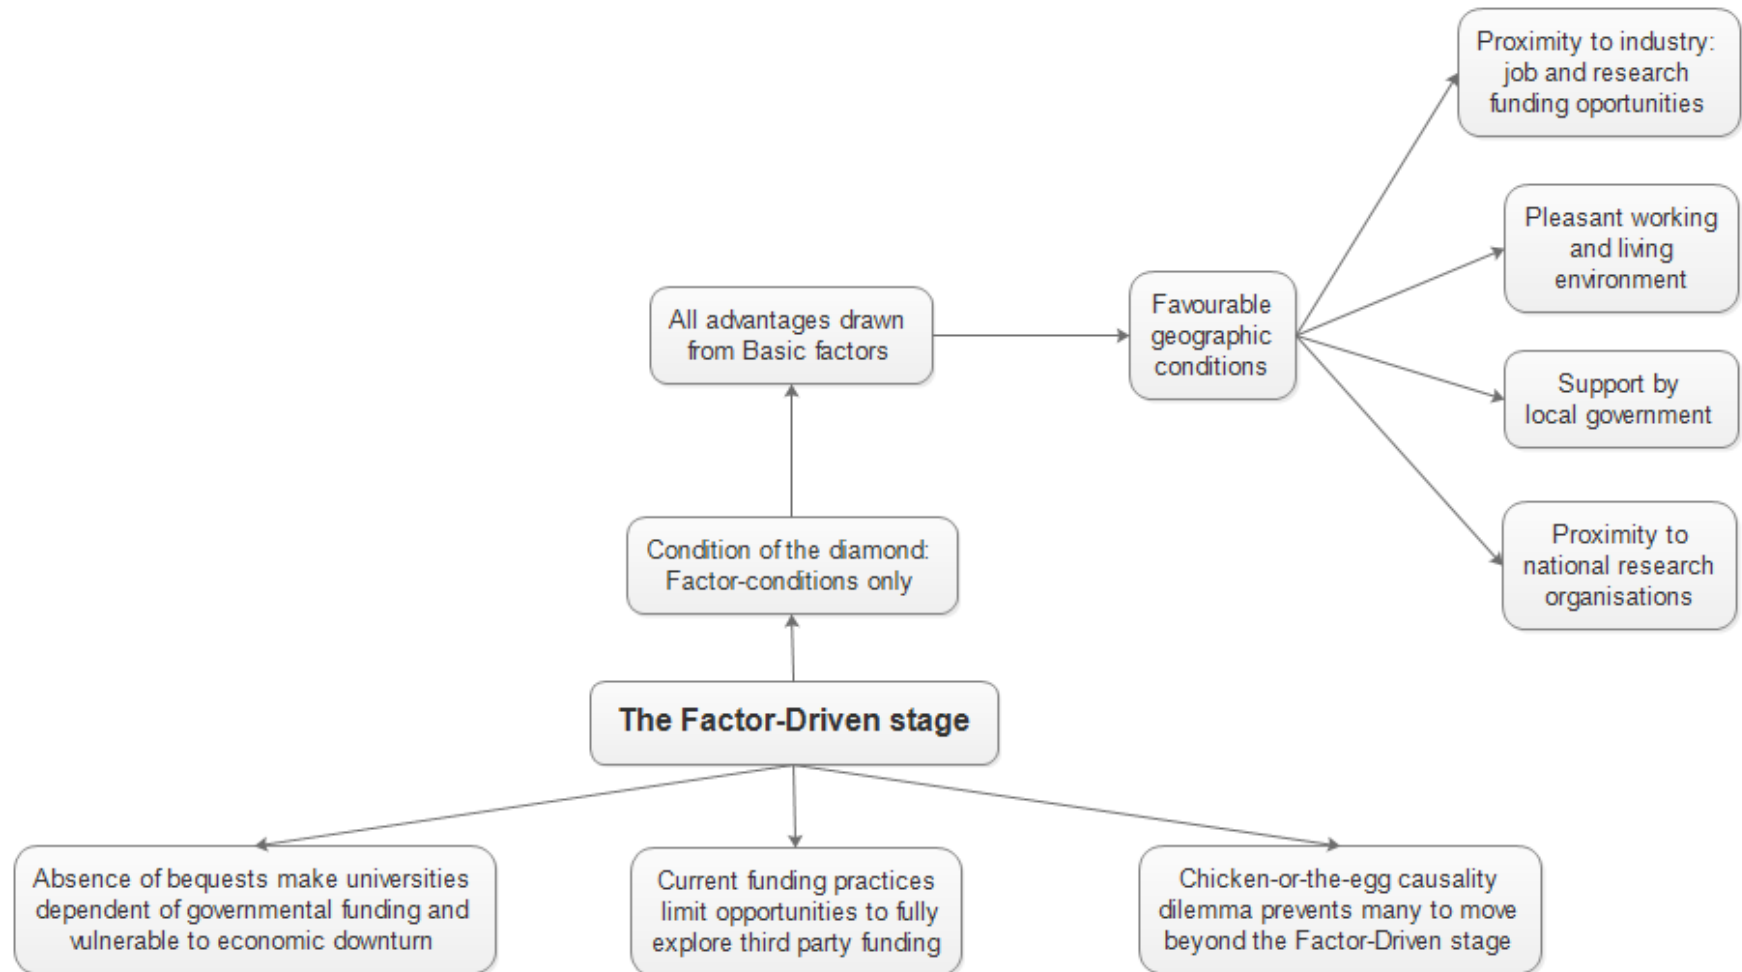 Proximity to industry:
job and research
funding oportunities
Pleasant working
and living
environment
Favourable
geographic
conditions
All advantages drawn
from Basic factors
Support by
local government
Proximity to
national research
organisations
Condition of the diamond:
Factor-conditions only
The Factor-Driven stage
Absence of bequests make universities
dependent of governmental funding and
vulnerable to economic downturn
Current funding practices
limit opportunities to fully
explore third party funding
Chicken-or-the-egg causality
dilemma prevents many to move
beyond the Factor-Driven stage